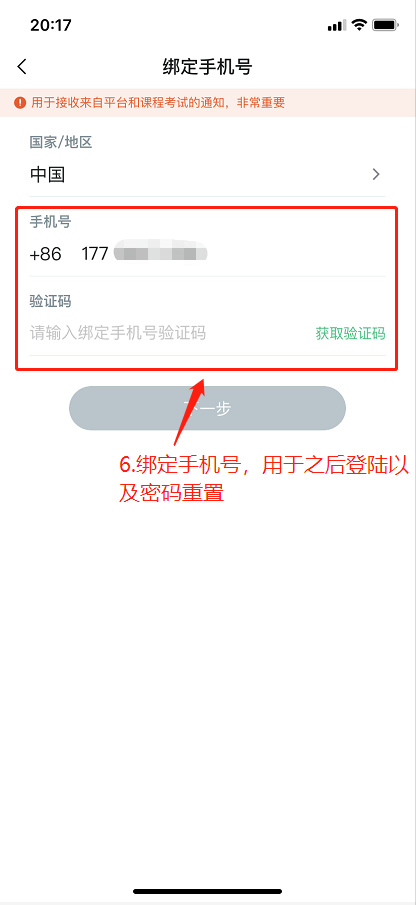 20:17
绑定手机号
用于接收来自平台和课程考试的通知，非常重要
国家/地区
中国
手机号
+86 177
验证码
请输入绑定手机号验证码 获取验证码
下一步
6.绑定手机号，用于之后登陆以
及密码重置